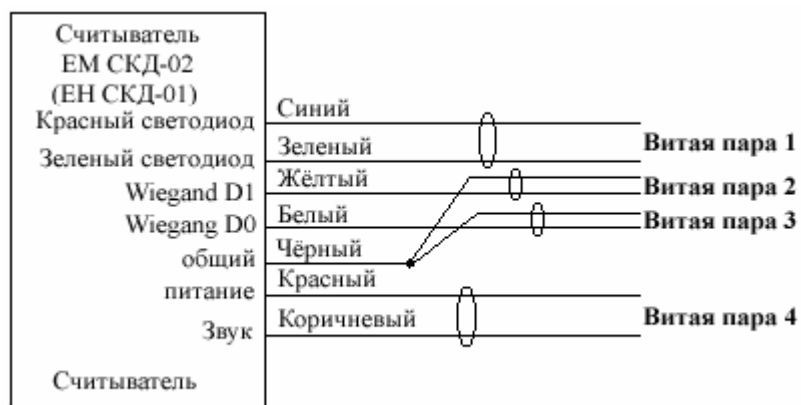 Считыватель
ЕМ СКД-02
(ЕН СКД-01)
Красный светодиод Синий
Зеленый светодиод Зеленый Витая пара 1
Wiegand D1 Жёлтый Витая пара 2
Wiegang D0 Белый Витая пара 3
общий Чёрный
питание Красный
Звук Коричневый Витая пара 4
Считыватель